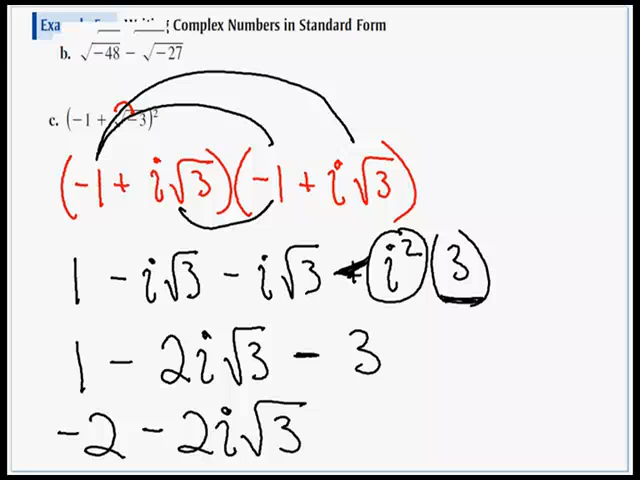 Complex Numbers in Standard Form
b. √-48 − √-27
c. (-1 + √-3)²
(-1 + i√3)(-1 + i√3)
1 - i√3 - i√3 + i² 3
1 - 2i√3 - 3
-2 - 2i√3